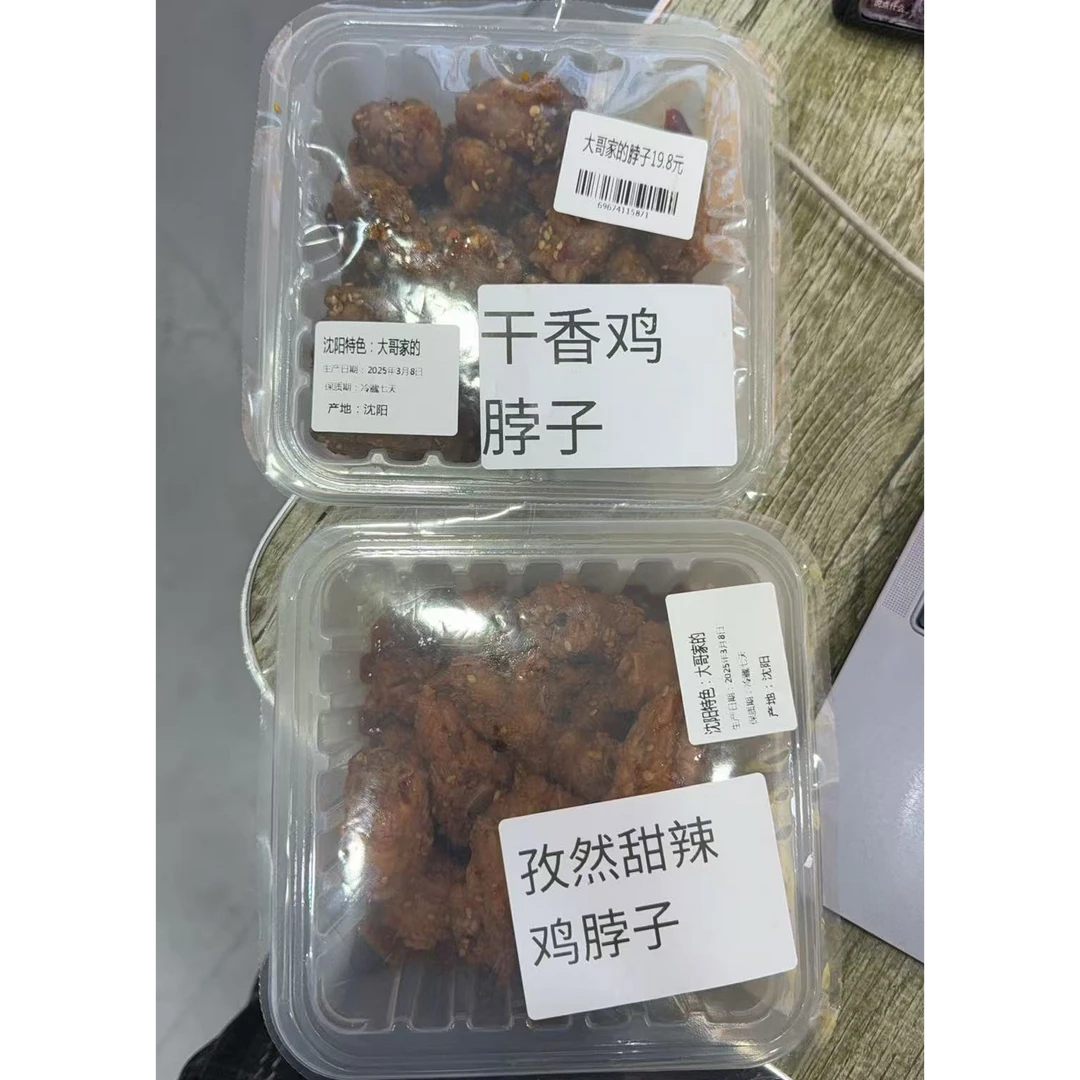 大哥家的脖子19.8元
69674115871
干香鸡
脖子
沈阳特色：大哥家的
生产日期：2025年3月8日
保质期：冷藏七天
产地：沈阳
沈阳特色：大哥家的
生产日期：2025年3月8日
保质期：冷藏七天
产地：沈阳
孜然甜辣
鸡脖子